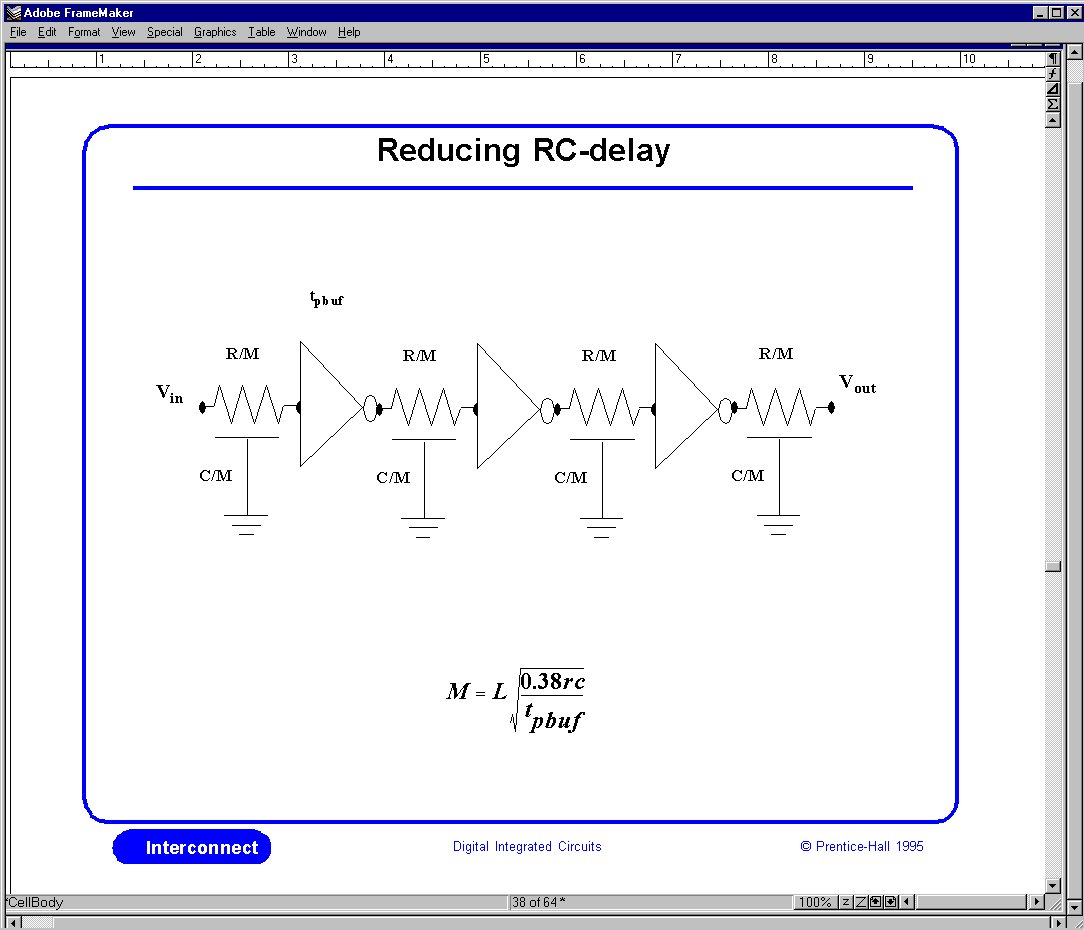 Adobe FrameMaker
File Edit Format View Special Graphics Table Window Help
1 2 3 4 5 6 7 8 9 10
Reducing RC-delay
tpbuf
R/M R/M R/M R/M
Vin Vout
C/M C/M C/M C/M
M = L √(0.38rc / tpbuf)
Interconnect Digital Integrated Circuits © Prentice-Hall 1995
*CellBody 38 of 64 * 100% z Z